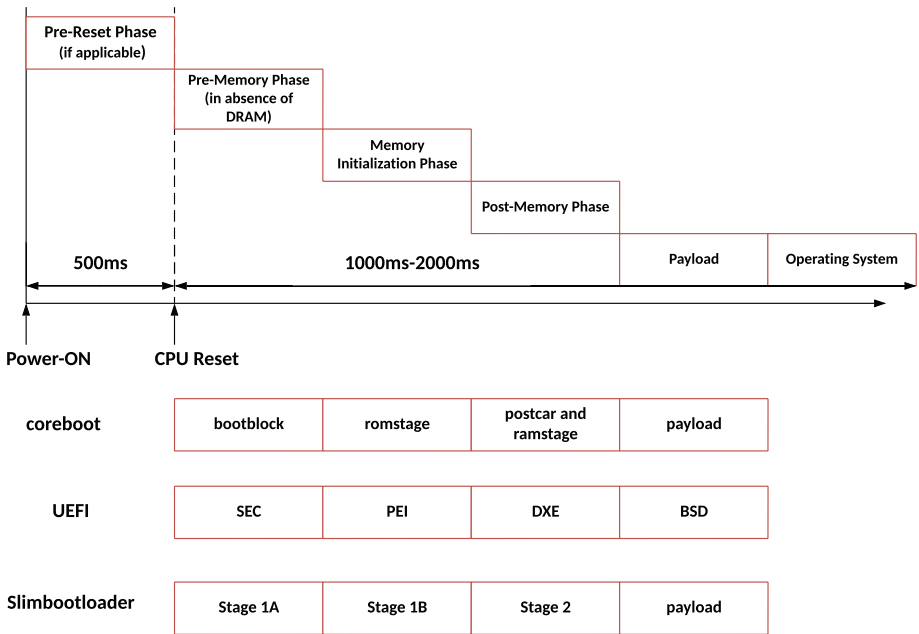 Pre-Reset Phase
(if applicable)
Pre-Memory Phase
(in absence of
DRAM)
Memory
Initialization Phase
Post-Memory Phase
Payload
Operating System
500ms
1000ms-2000ms
Power-ON
CPU Reset
coreboot
bootblock
romstage
postcar and
ramstage
payload
UEFI
SEC
PEI
DXE
BSD
Slimbootloader
Stage 1A
Stage 1B
Stage 2
payload